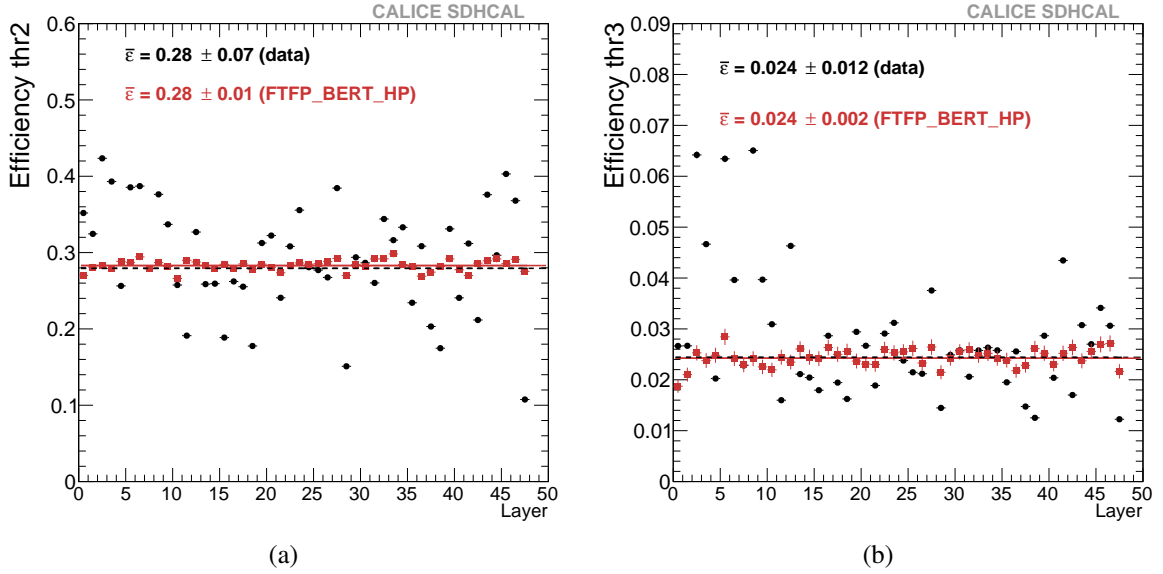 CALICE SDHCAL
Efficiency thr2
0.6
0.5
0.4
0.3
0.2
0.1
0
ε̅ = 0.28 ± 0.07 (data)
ε̅ = 0.28 ± 0.01 (FTFP_BERT_HP)
0 5 10 15 20 25 30 35 40 45 50
Layer
(a)
CALICE SDHCAL
Efficiency thr3
0.09
0.08
0.07
0.06
0.05
0.04
0.03
0.02
0.01
0
ε̅ = 0.024 ± 0.012 (data)
ε̅ = 0.024 ± 0.002 (FTFP_BERT_HP)
0 5 10 15 20 25 30 35 40 45 50
Layer
(b)